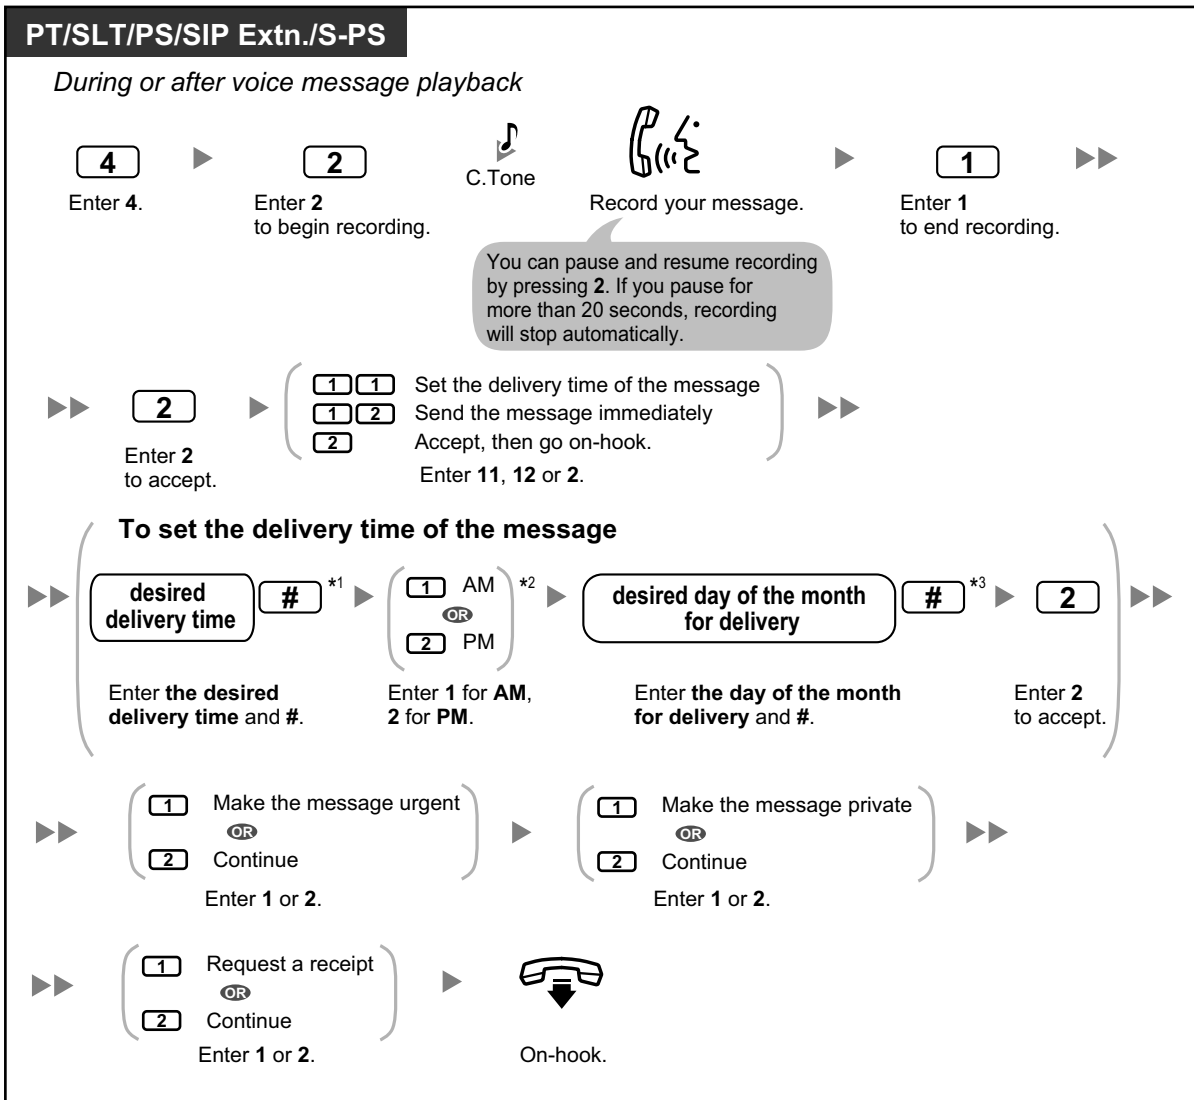 PT/SLT/PS/SIP Extn./S-PS
During or after voice message playback
4
2
C.Tone
1
Enter 4.
Enter 2
to begin recording.
Record your message.
Enter 1
to end recording.
You can pause and resume recording
by pressing 2. If you pause for
more than 20 seconds, recording
will stop automatically.
2
Enter 2
to accept.
1 1 Set the delivery time of the message
1 2 Send the message immediately
2 Accept, then go on-hook.
Enter 11, 12 or 2.
To set the delivery time of the message
desired
delivery time
# *1
1 AM
OR
2 PM
*2
desired day of the month
for delivery
# *3
2
Enter the desired
delivery time and #.
Enter 1 for AM,
2 for PM.
Enter the day of the month
for delivery and #.
Enter 2
to accept.
1 Make the message urgent
OR
2 Continue
Enter 1 or 2.
1 Make the message private
OR
2 Continue
Enter 1 or 2.
1 Request a receipt
OR
2 Continue
Enter 1 or 2.
On-hook.